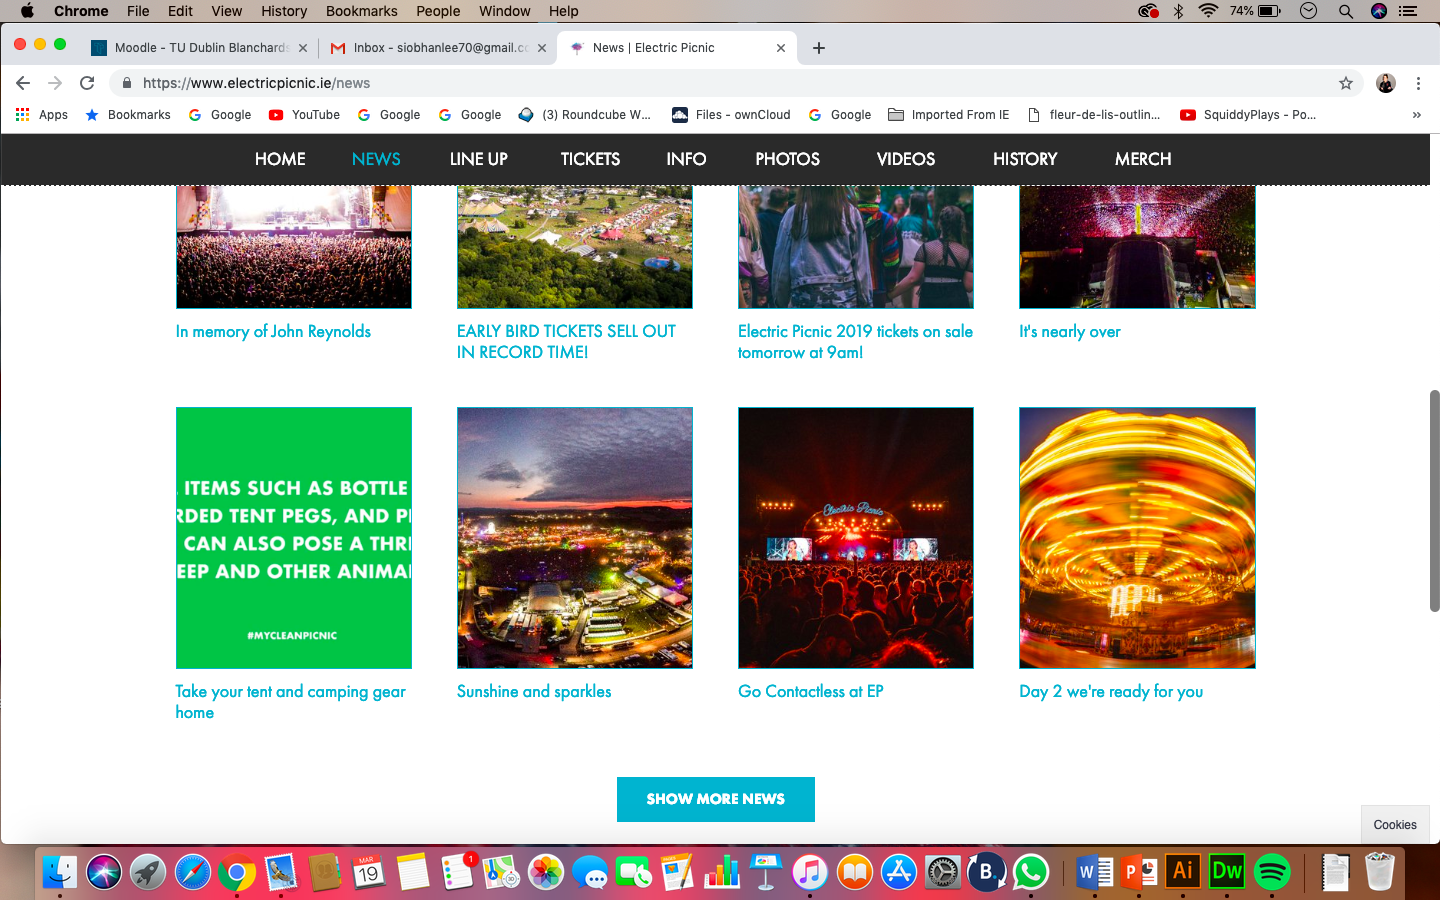 Chrome File Edit View History Bookmarks People Window Help 74%
Moodle - TU Dublin Blanchards
Inbox - siobhanlee70@gmail.c
News | Electric Picnic
https://www.electricpicnic.ie/news
Apps Bookmarks Google YouTube Google Google (3) Roundcube W... Files - ownCloud Google Imported From IE fleur-de-lis-outlin... SquiddyPlays - Po... »
HOME NEWS LINE UP TICKETS INFO PHOTOS VIDEOS HISTORY MERCH
In memory of John Reynolds
EARLY BIRD TICKETS SELL OUT
IN RECORD TIME!
Electric Picnic 2019 tickets on sale
tomorrow at 9am!
It's nearly over
ITEMS SUCH AS BOTTLE
RDED TENT PEGS, AND P
CAN ALSO POSE A THR
EEP AND OTHER ANIMA
#MYCLEANPICNIC
Electric Picnic
Take your tent and camping gear
home
Sunshine and sparkles
Go Contactless at EP
Day 2 we're ready for you
SHOW MORE NEWS
Cookies
MAR
19
1
B.
W
P
Ai
Dw